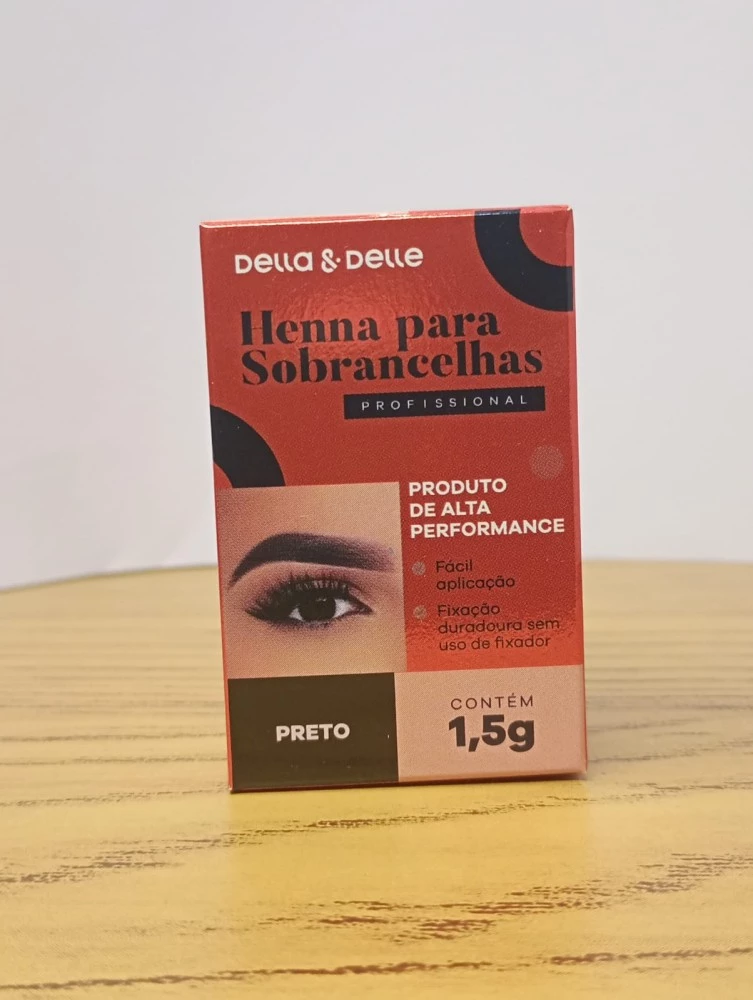 Della & Delle
Henna para
Sobrancelhas
PROFISSIONAL
PRODUTO
DE ALTA
PERFORMANCE
Fácil
aplicação
Fixação
duradoura sem
uso de fixador
PRETO
CONTÉM
1,5g